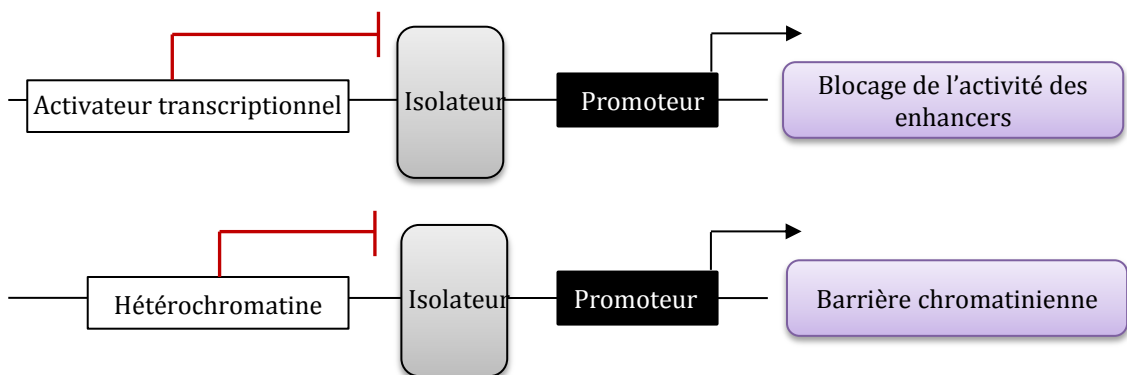 Activateur transcriptionnel
Isolateur
Promoteur
Blocage de l'activité des
enhancers
Hétérochromatine
Isolateur
Promoteur
Barrière chromatinienne